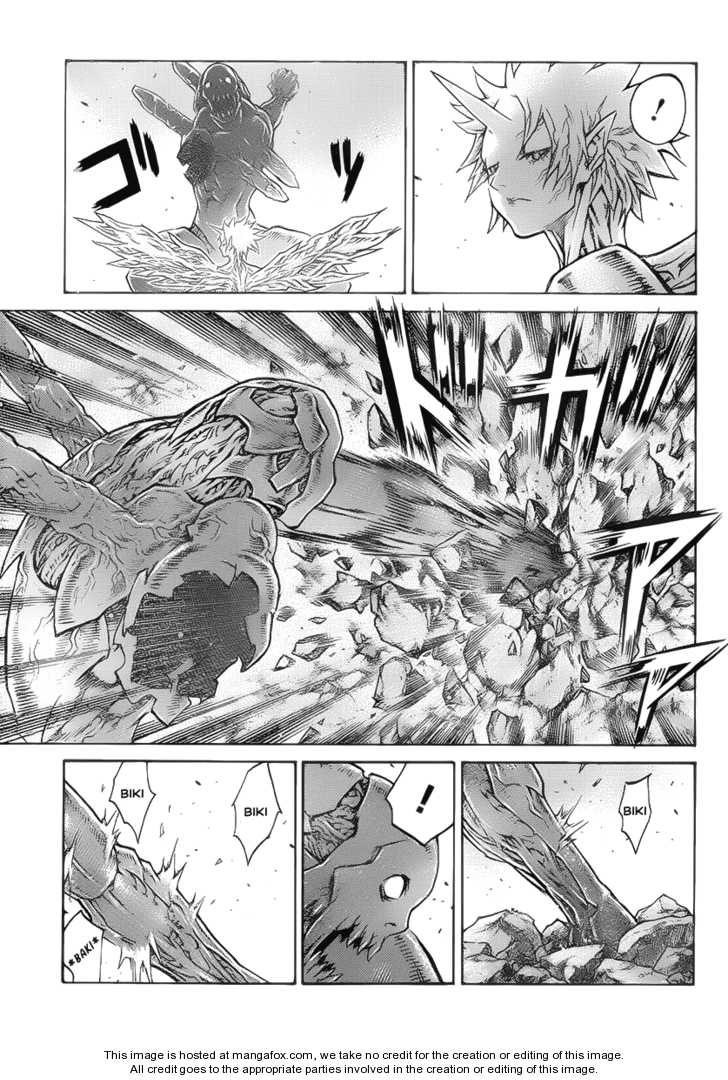 !
ゴッ
ドガァァ
BIKI
!
BIKI
BIKI
*BAKI*
This image is hosted at mangafox.com, we take no credit for the creation or editing of this image.
All credit goes to the appropriate parties involved in the creation or editing of this image.